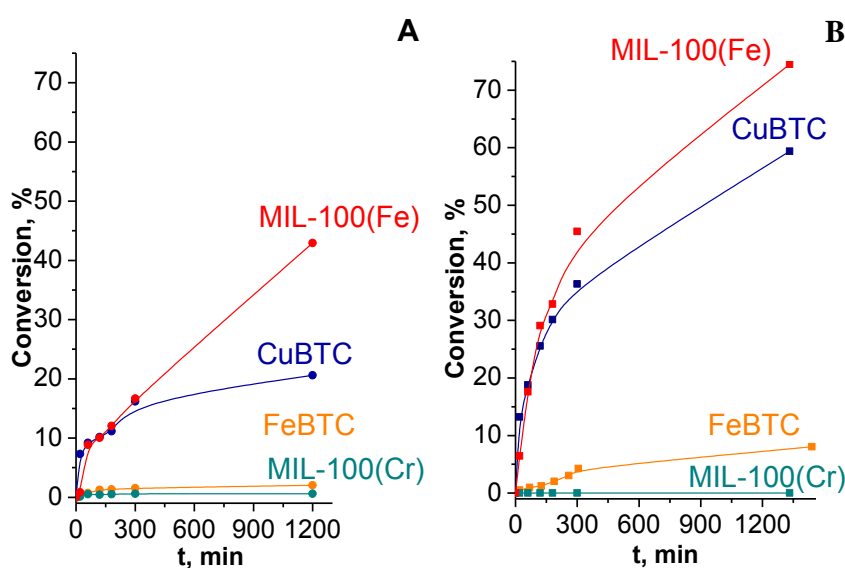 A
70
60
50
40
30
20
10
0
Conversion, %
MIL-100(Fe)
CuBTC
FeBTC
MIL-100(Cr)
0 300 600 900 1200
t, min
B
70
60
50
40
30
20
10
0
Conversion, %
MIL-100(Fe)
CuBTC
FeBTC
MIL-100(Cr)
0 300 600 900 1200
t, min